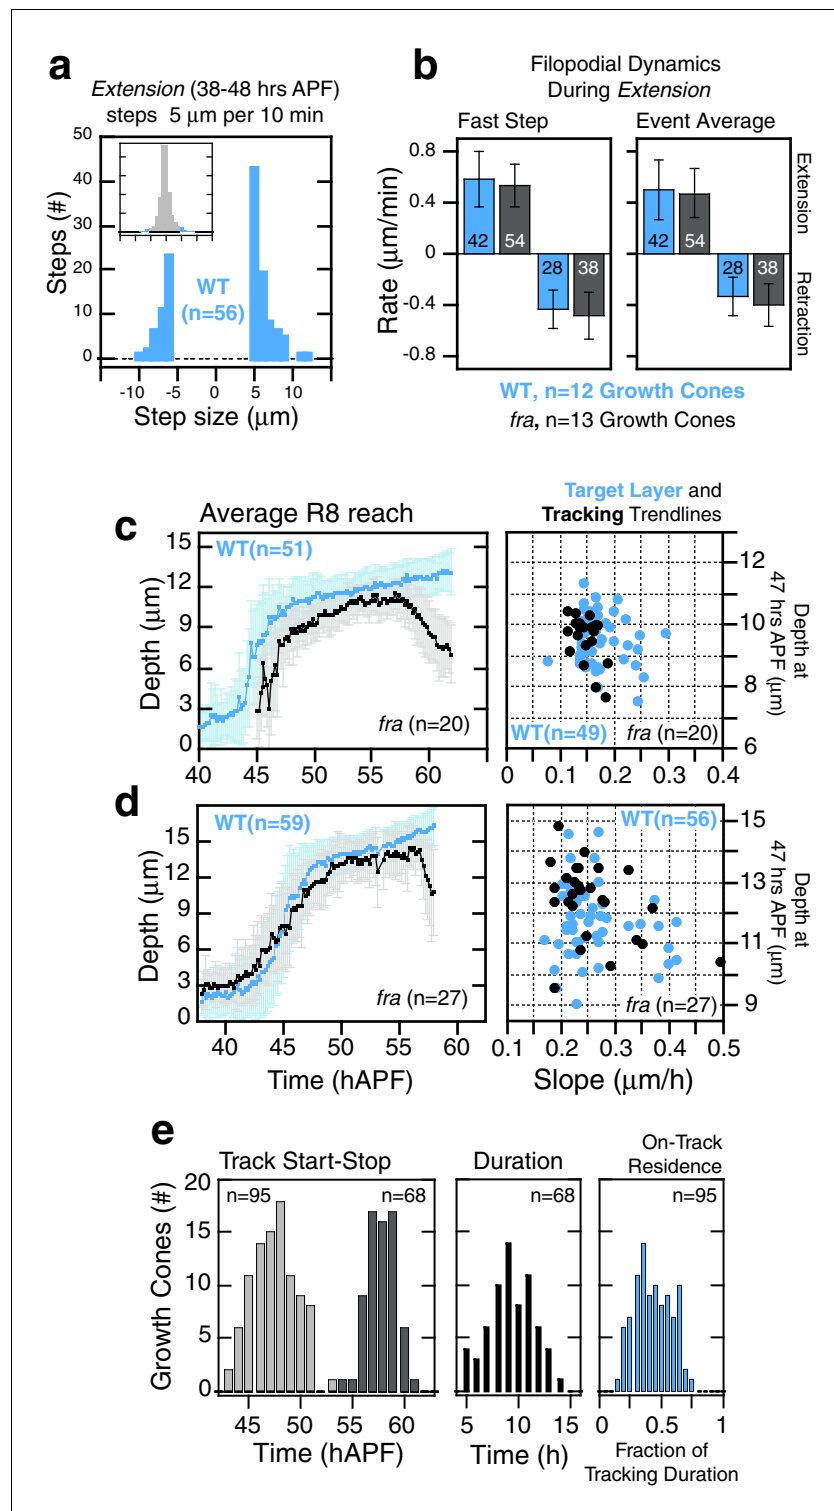 a
Extension (38-48 hrs APF)
steps 5 μm per 10 min
50
40
30
20
10
0
Steps (#)
WT
(n=56)
-10 -5 0 5 10
Step size (μm)
b
Filopodial Dynamics
During Extension
Fast Step
Event Average
0.8
0.4
0
-0.4
-0.8
Rate (μm/min)
42 54 28 38
42 54 28 38
Extension
Retraction
WT, n=12 Growth Cones
fra, n=13 Growth Cones
c
Average R8 reach
WT(n=51)
15
12
9
6
3
0
Depth (μm)
fra (n=20)
40 45 50 55 60
Target Layer and
Tracking Trendlines
12
10
8
6
Depth at
47 hrs APF (μm)
WT(n=49) fra (n=20)
0 0.1 0.2 0.3 0.4
d
WT(n=59)
15
12
9
6
3
0
Depth (μm)
fra (n=27)
40 45 50 55 60
Time (hAPF)
WT(n=56)
15
13
11
9
Depth at
47 hrs APF (μm)
fra (n=27)
0.1 0.2 0.3 0.4 0.5
Slope (μm/h)
e
Track Start-Stop
20
15
10
5
0
Growth Cones (#)
n=95 n=68
45 50 55 60
Time (hAPF)
Duration
n=68
5 10 15
Time (h)
On-Track
Residence
n=95
0 0.5 1
Fraction of
Tracking Duration